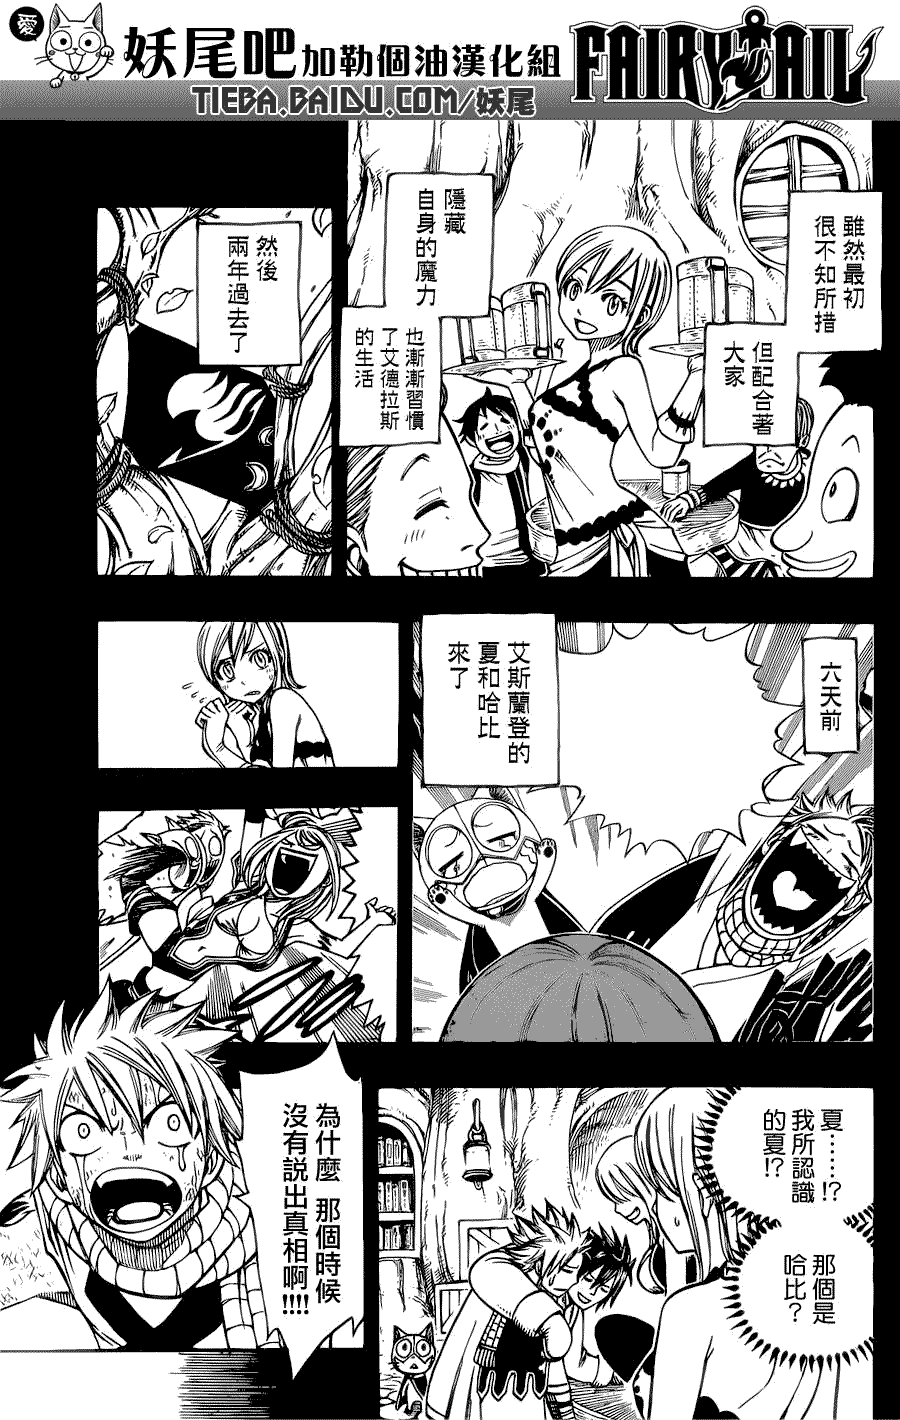 愛
妖尾吧 加勒個油漢化組
FAIRY TAIL
TIEBA.BAIDU.COM/妖尾
雖然最初
很不知所措
但配合著
大家
隱藏
自身的魔力
也漸漸習慣
了艾德拉斯
的生活
然後
兩年過去了
六天前
艾斯蘭登的
夏和哈比
來了
夏……!?
我所認識
的夏!?
那個是
哈比？
為什麼 那個時候
沒有説出真相啊!!!!